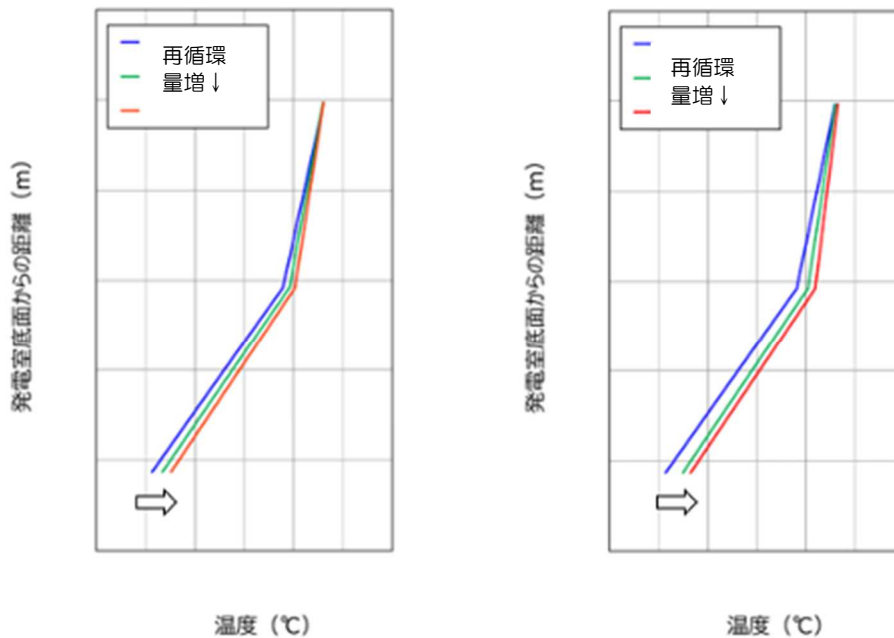 再循環
量増↓
発電室底面からの距離（m）
温度（℃）
再循環
量増↓
発電室底面からの距離（m）
温度（℃）